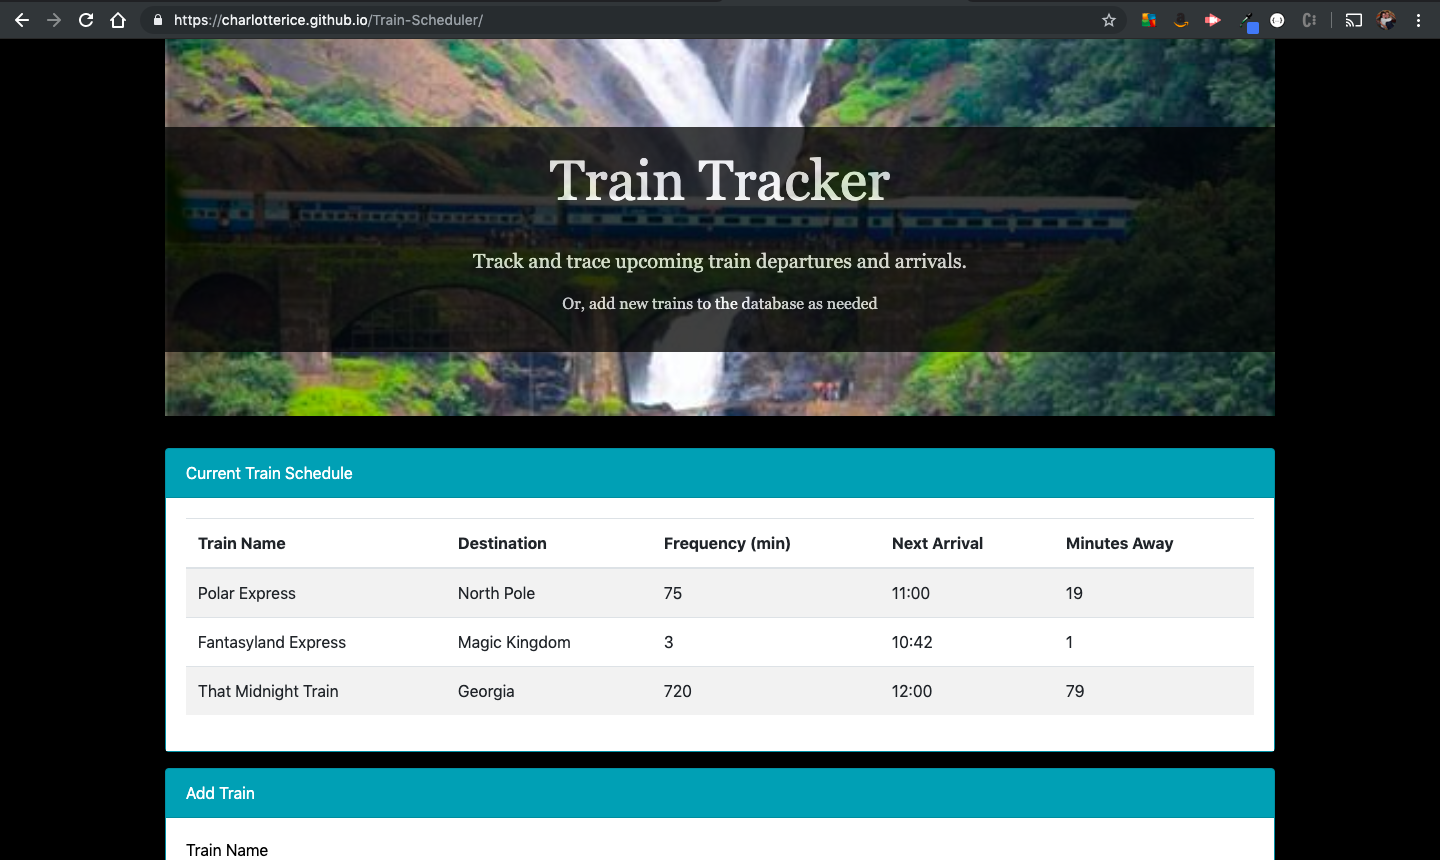 https://charlotterice.github.io/Train-Scheduler/
Train Tracker
Track and trace upcoming train departures and arrivals.
Or, add new trains to the database as needed
Current Train Schedule
Train Name Destination Frequency (min) Next Arrival Minutes Away
Polar Express North Pole 75 11:00 19
Fantasyland Express Magic Kingdom 3 10:42 1
That Midnight Train Georgia 720 12:00 79
Add Train
Train Name